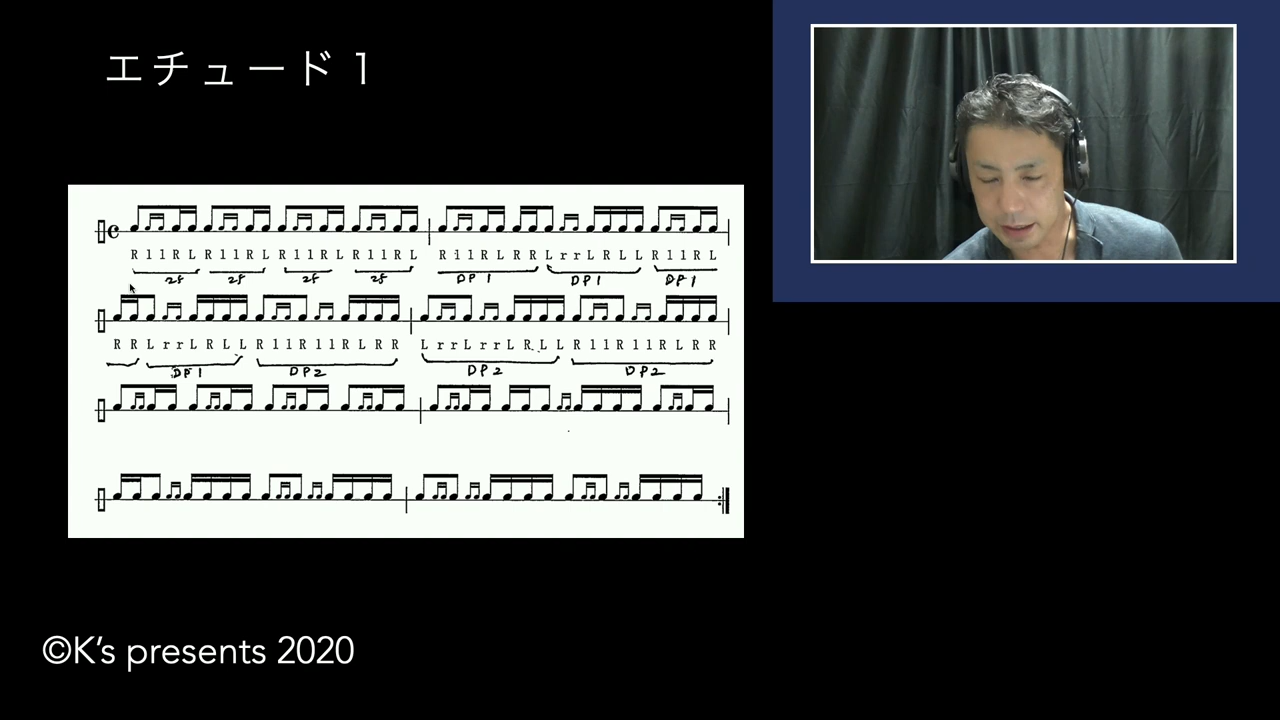 エチュード 1
R l l R L R l l R L R l l R L R l l R L R l l R L R R L r r L R L L R l l R L
2f 2f 2f 2f DP1 DP1 DP1
R R L r r L R L L R l l R l l R L R R L r r L r r L R L L R l l R l l R L R R
DP1 DP2 DP2 DP2
©K's presents 2020